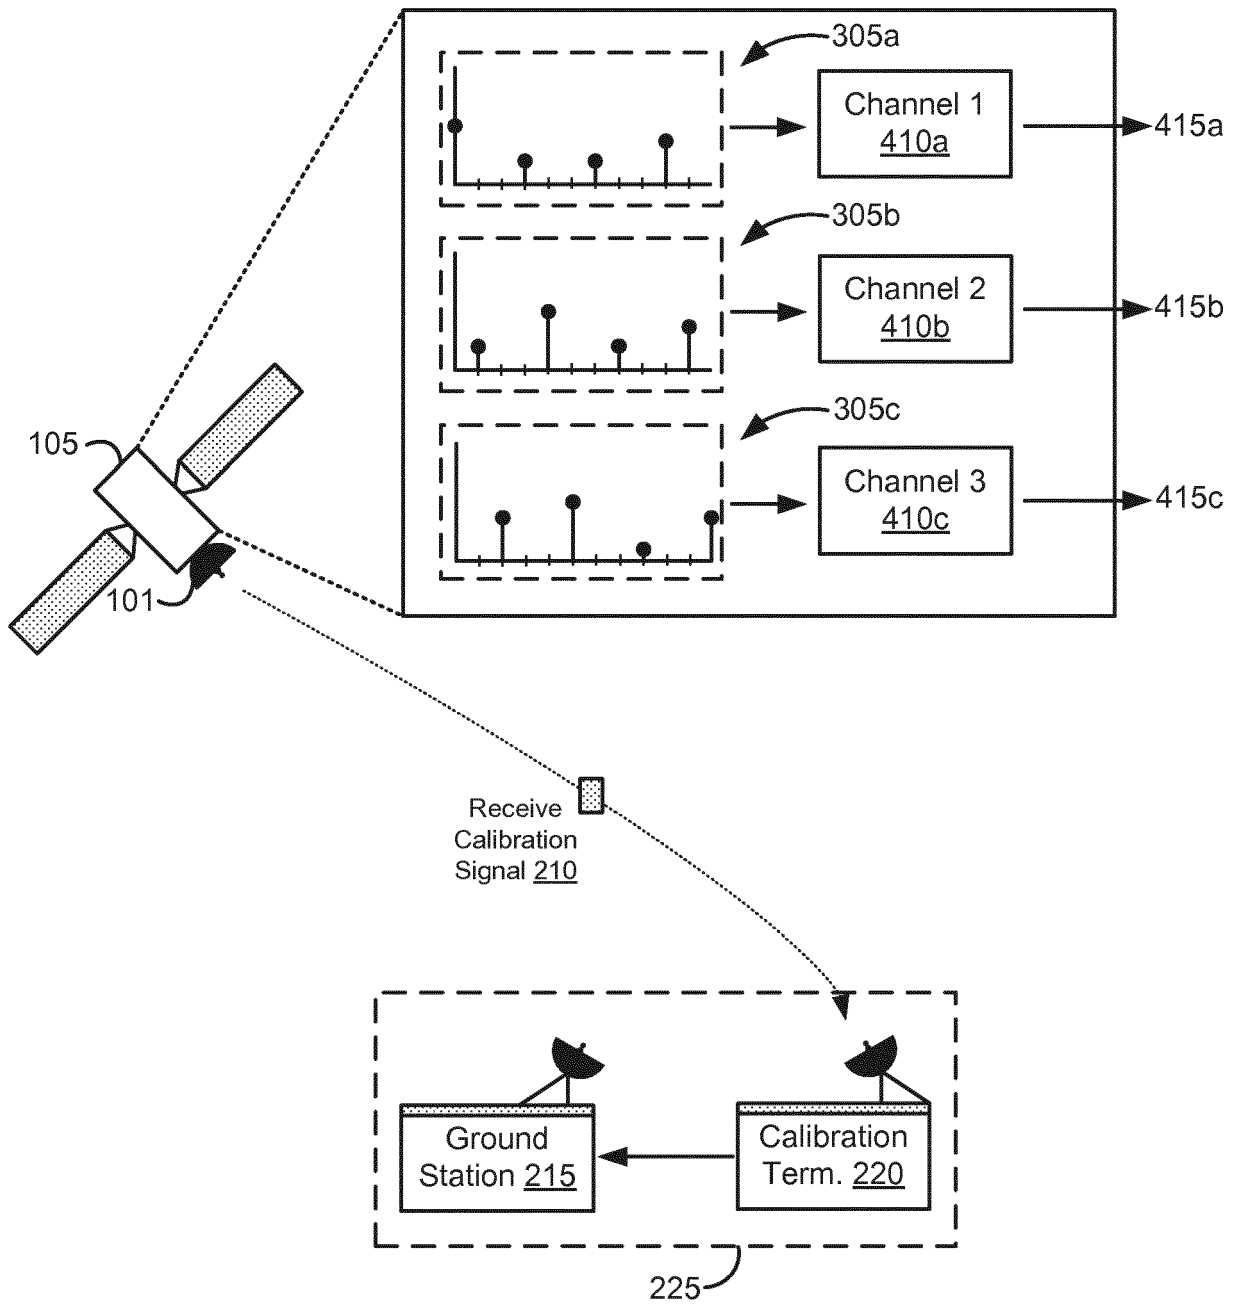 305a
Channel 1
410a
415a
305b
Channel 2
410b
415b
305c
Channel 3
410c
415c
105
101
Receive
Calibration
Signal 210
Ground
Station 215
Calibration
Term. 220
225